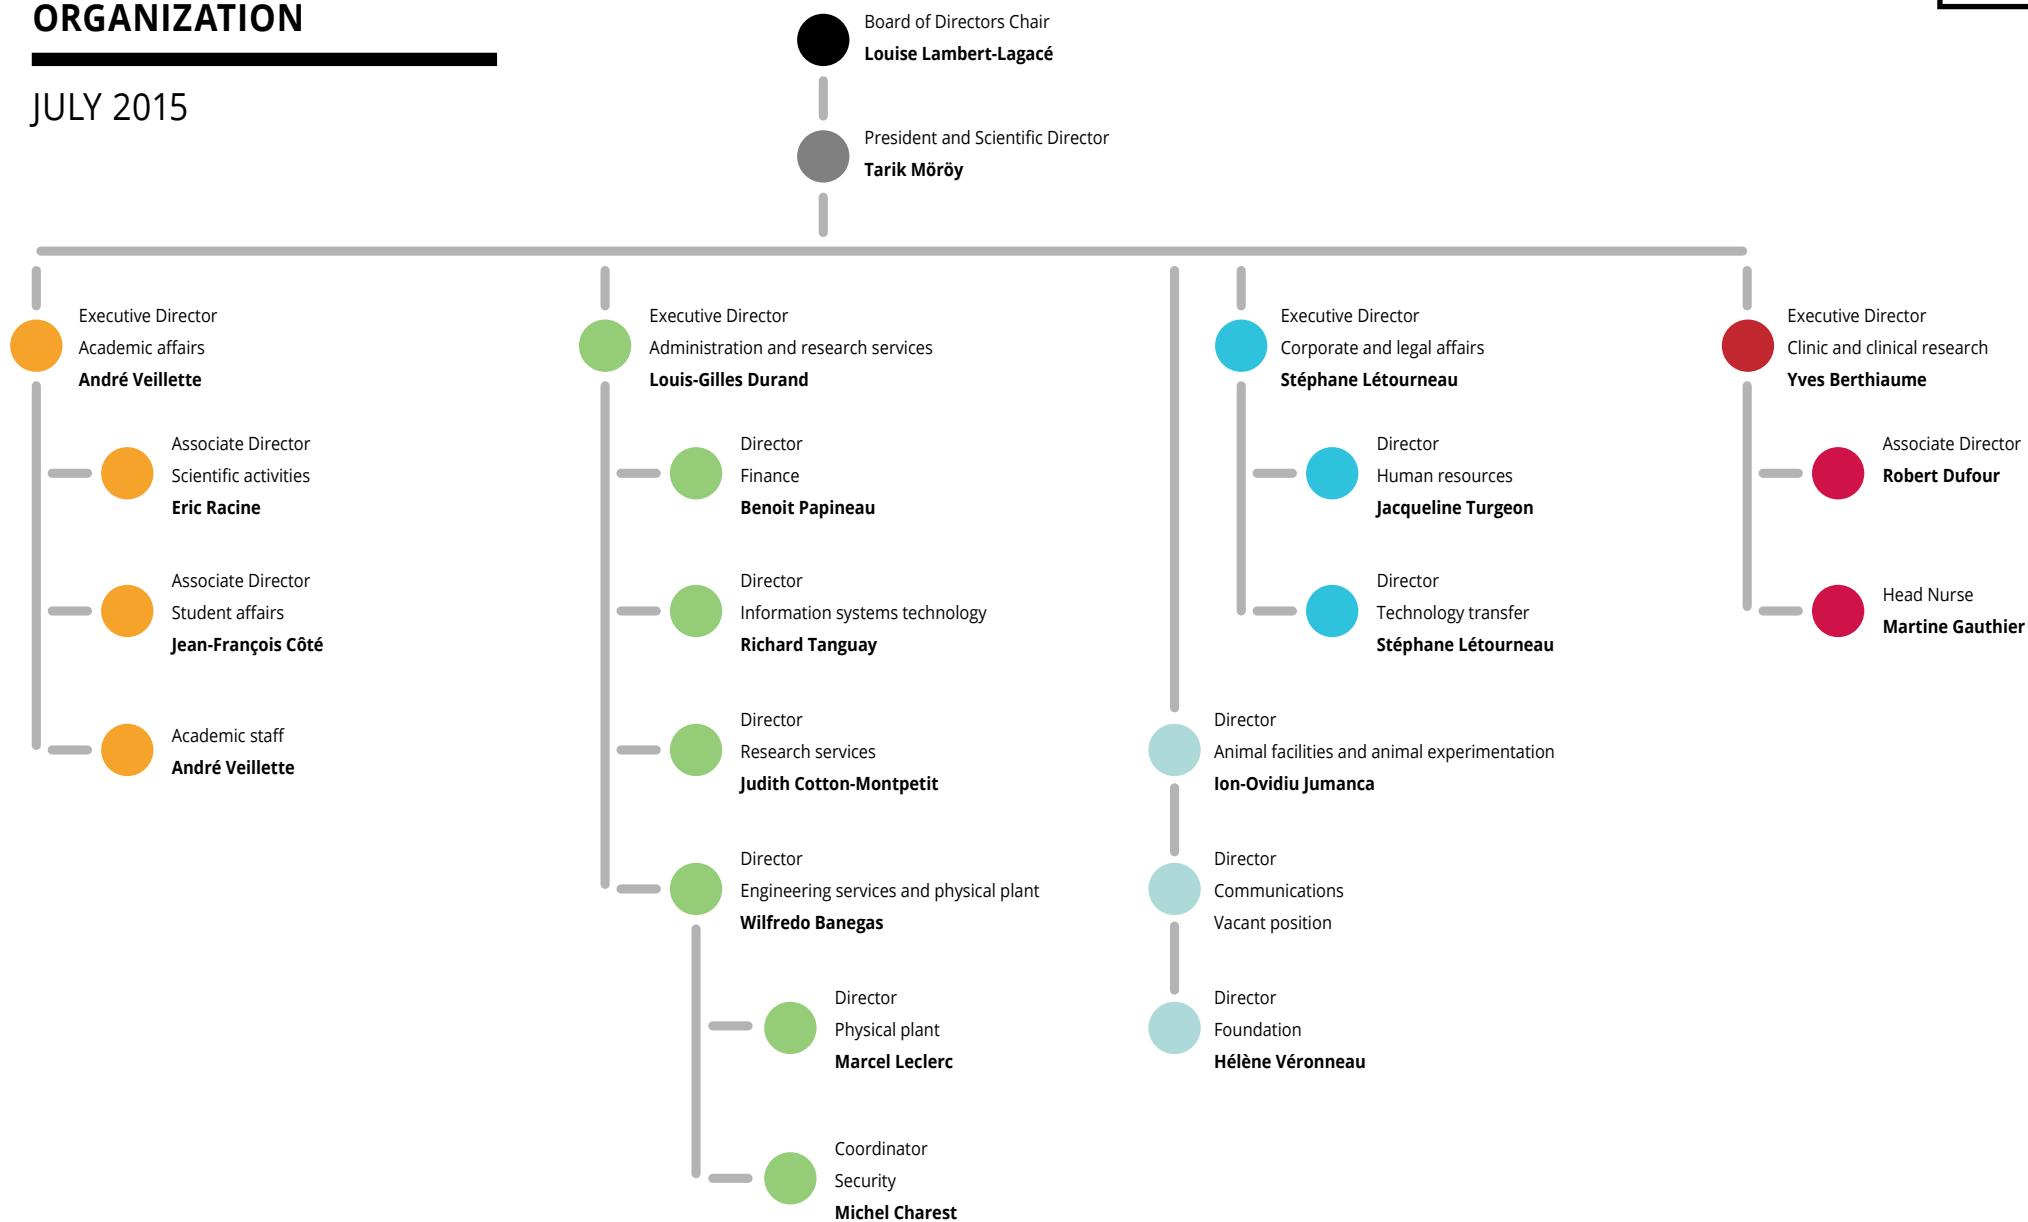 ORGANIZATION
JULY 2015
Board of Directors Chair
Louise Lambert-Lagacé
President and Scientific Director
Tarik Möröy
Executive Director
Academic affairs
André Veillette
Associate Director
Scientific activities
Eric Racine
Associate Director
Student affairs
Jean-François Côté
Academic staff
André Veillette
Executive Director
Administration and research services
Louis-Gilles Durand
Director
Finance
Benoit Papineau
Director
Information systems technology
Richard Tanguay
Director
Research services
Judith Cotton-Montpetit
Director
Engineering services and physical plant
Wilfredo Banegas
Director
Physical plant
Marcel Leclerc
Coordinator
Security
Michel Charest
Executive Director
Corporate and legal affairs
Stéphane Létourneau
Director
Human resources
Jacqueline Turgeon
Director
Technology transfer
Stéphane Létourneau
Director
Animal facilities and animal experimentation
Ion-Ovidiu Jumanca
Director
Communications
Vacant position
Director
Foundation
Hélène Véronneau
Executive Director
Clinic and clinical research
Yves Berthiaume
Associate Director
Robert Dufour
Head Nurse
Martine Gauthier